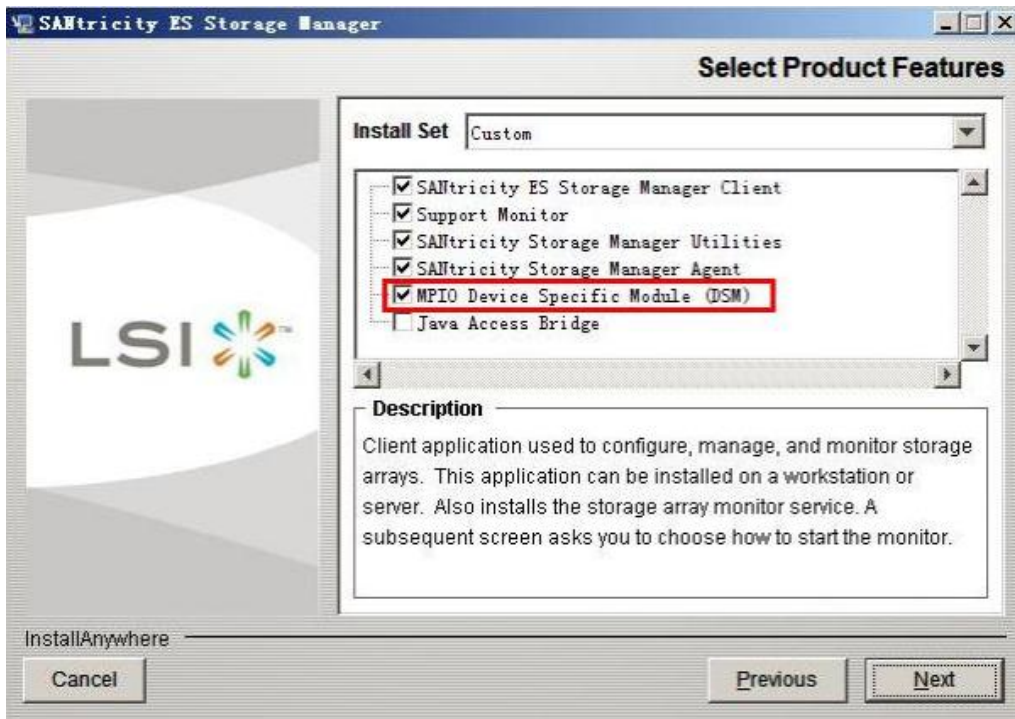 SANtricity ES Storage Manager
Select Product Features
Install Set Custom
SANtricity ES Storage Manager Client
Support Monitor
SANtricity Storage Manager Utilities
SANtricity Storage Manager Agent
MPIO Device Specific Module (DSM)
Java Access Bridge
LSI
Description
Client application used to configure, manage, and monitor storage
arrays. This application can be installed on a workstation or
server. Also installs the storage array monitor service. A
subsequent screen asks you to choose how to start the monitor.
InstallAnywhere
Cancel Previous Next